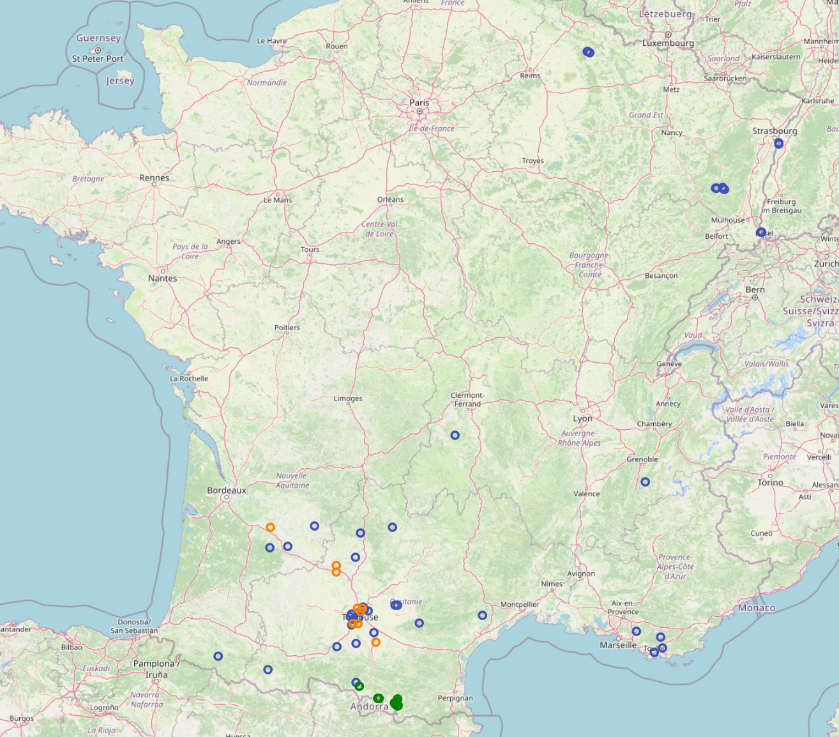 Amiens
France
Lëtzebuerg
Trier
Pfalz
Guernsey
St Peter Port
Le Havre
Rouen
Luxembourg
Mannheim
Kaiserslautern
Saarland
Jersey
Normandie
Reims
Saarbrücken
Metz
Paris
Île-de-France
Karlsruhe
Grand Est
Nancy
Strasbourg
Rennes
Bretagne
Troyes
Le Mans
Orléans
Freiburg
im Breisgau
Centre-Val
de Loire
Mulhouse
Belfort
Angers
Tours
Pays de la
Loire
Bourgogne
Franche
Comté
Besançon
Nantes
Zürich
Bern
Schweiz
Suisse/Svizz
Svizra
Poitiers
Vaud
Genève
Valais/Wallis
La Rochelle
Limoges
Clermont-
Ferrand
Annecy
Lyon
Valle d'Aosta /
Vallée d'Aoste
Chambéry
Biella
Auvergne-
Rhône-Alpes
Grenoble
Piemonte
Vercelli
Nouvelle-
Aquitaine
Torino
Bordeaux
Valence
Asti
Cuneo
Provence-
Alpes-Côte
d'Azur
Avignon
Nîmes
Occitanie
Montpellier
Aix-en-
Provence
Monaco
Toulouse
Donostia/
San Sebastián
Bilbao
Marseille
Pamplona /
Iruña
Euskadi
Navarra
Nafarroa
Perpignan
Logroño
Andorra
Burgos
La Rioja